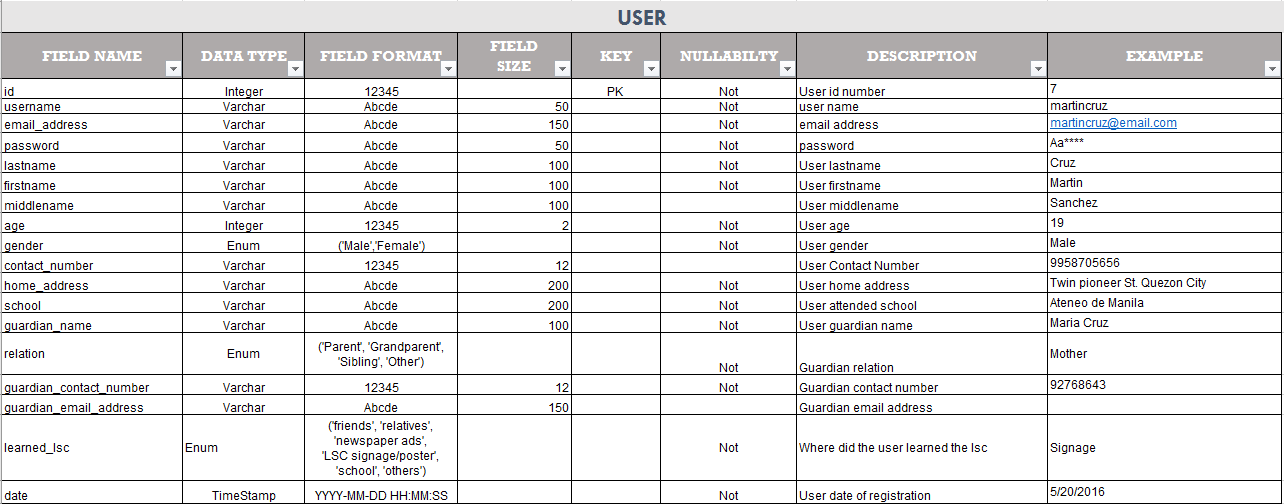 USER
FIELD NAME DATA TYPE FIELD FORMAT FIELD SIZE KEY NULLABILTY DESCRIPTION EXAMPLE
id Integer 12345 PK Not User id number 7
username Varchar Abcde 50 Not user name martincruz
email_address Varchar Abcde 150 Not email address martincruz@email.com
password Varchar Abcde 50 Not password Aa****
lastname Varchar Abcde 100 Not User lastname Cruz
firstname Varchar Abcde 100 Not User firstname Martin
middlename Varchar Abcde 100 User middlename Sanchez
age Integer 12345 2 Not User age 19
gender Enum ('Male','Female') Not User gender Male
contact_number Varchar 12345 12 User Contact Number 9958705656
home_address Varchar Abcde 200 Not User home address Twin pioneer St. Quezon City
school Varchar Abcde 200 Not User attended school Ateneo de Manila
guardian_name Varchar Abcde 100 Not User guardian name Maria Cruz
relation Enum ('Parent', 'Grandparent',
'Sibling', 'Other') Not Guardian relation Mother
guardian_contact_number Varchar 12345 12 Not Guardian contact number 92768643
guardian_email_address Varchar Abcde 150 Guardian email address
learned_lsc Enum ('friends', 'relatives',
'newspaper ads',
'LSC signage/poster',
'school', 'others') Not Where did the user learned the lsc Signage
date TimeStamp YYYY-MM-DD HH:MM:SS Not User date of registration 5/20/2016